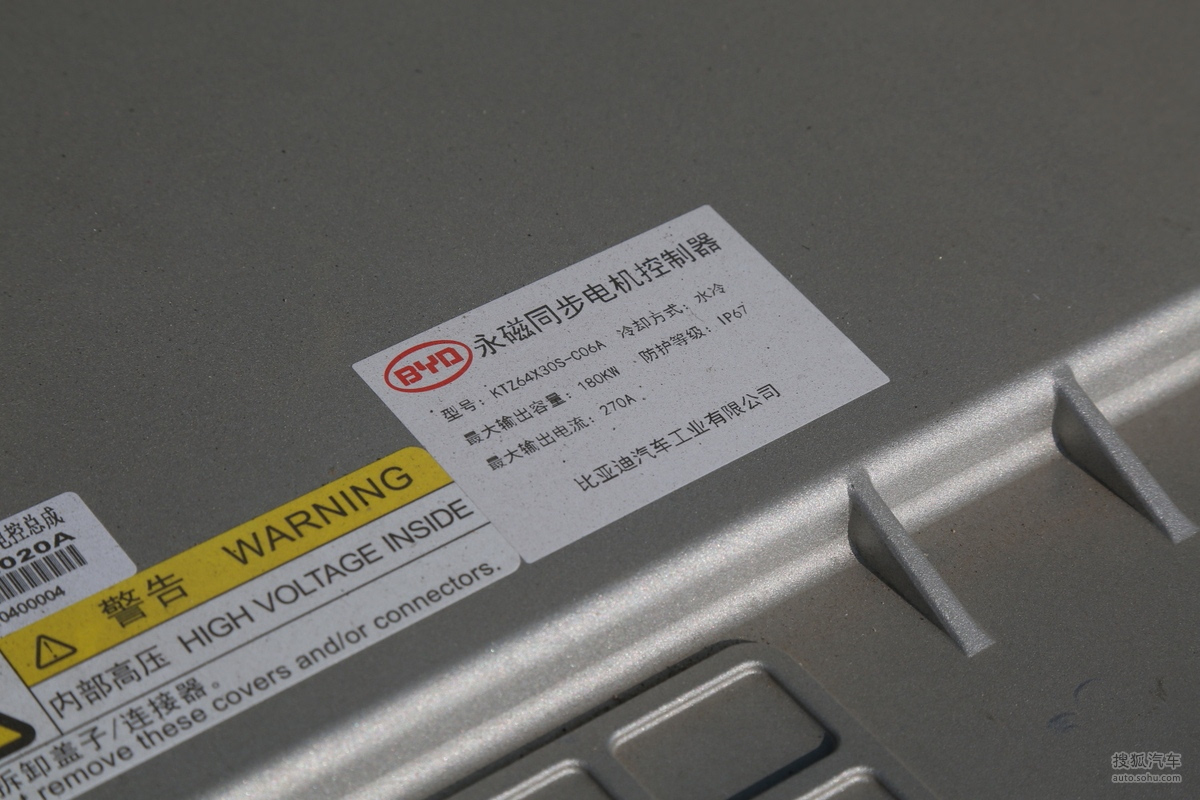 BYD 永磁同步电机控制器
型号：KTZ64X30S-C06A 冷却方式：水冷
最大输出容量：180KW 防护等级：IP67
最大输出电流：270A
比亚迪汽车工业有限公司
电控总成
020A
0400004
警告 WARNING
内部高压 HIGH VOLTAGE INSIDE
拆卸盖子/连接器。
remove these covers and/or connectors.
搜狐汽车
auto.sohu.com